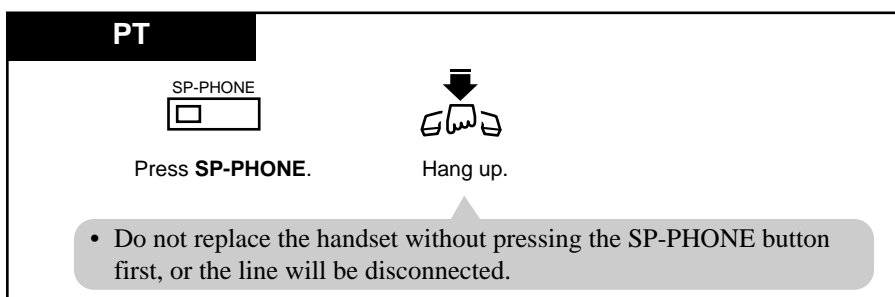 PT
SP-PHONE
Press SP-PHONE.
Hang up.
• Do not replace the handset without pressing the SP-PHONE button
first, or the line will be disconnected.